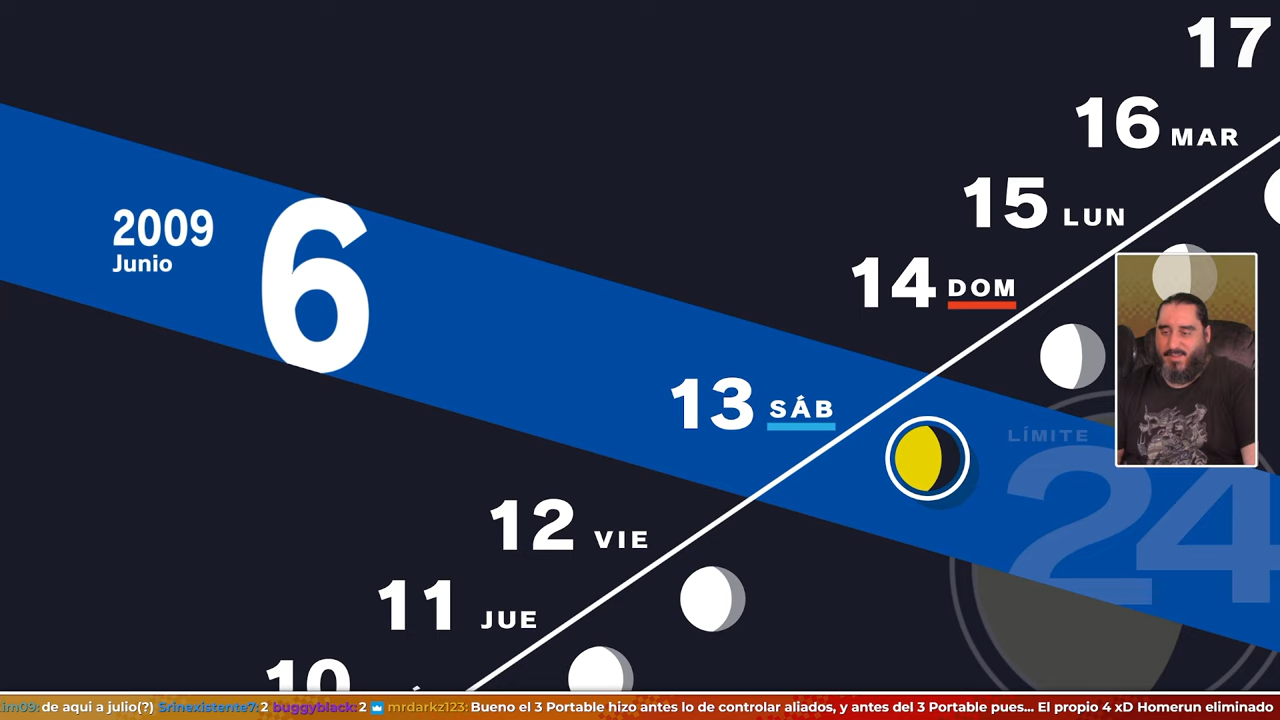 17
16 MAR
15 LUN
14 DOM
2009
Junio
6
13 SÁB
LÍMITE
24
12 VIE
11 JUE
10
im09: de aqui a julio(?) Srinexistente7: 2 buggyblack: 2 mrdarkz123: Bueno el 3 Portable hizo antes lo de controlar aliados, y antes del 3 Portable pues... El propio 4 xD Homerun eliminado